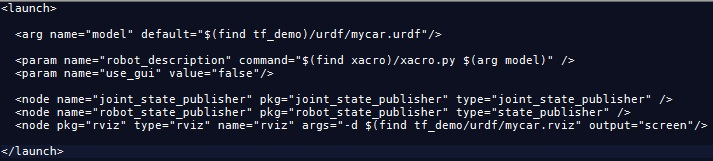 <launch>
<arg name="model" default="$(find tf_demo)/urdf/mycar.urdf"/>
<param name="robot_description" command="$(find xacro)/xacro.py $(arg model)" />
<param name="use_gui" value="false"/>
<node name="joint_state_publisher" pkg="joint_state_publisher" type="joint_state_publisher" />
<node name="robot_state_publisher" pkg="robot_state_publisher" type="state_publisher" />
<node pkg="rviz" type="rviz" name="rviz" args="-d $(find tf_demo/urdf/mycar.rviz" output="screen"/>
</launch>